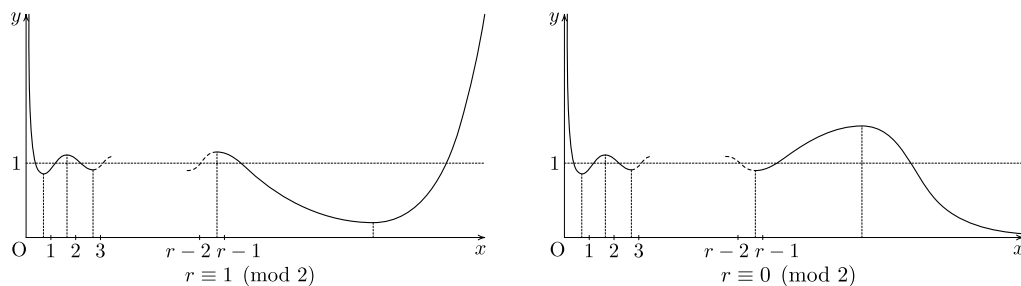 y
1
O 1 2 3 r − 2 r − 1 x
r ≡ 1 (mod 2)
y
1
O 1 2 3 r − 2 r − 1 x
r ≡ 0 (mod 2)